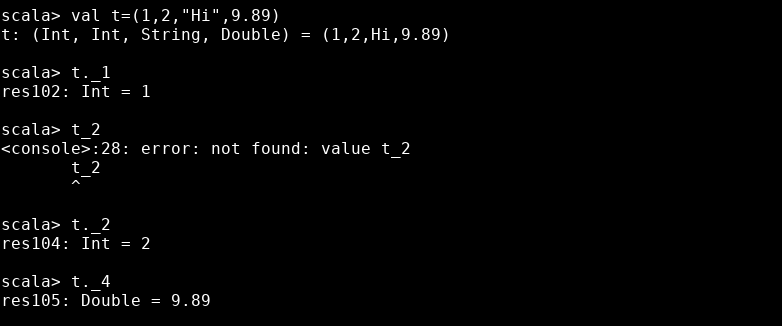 scala> val t=(1,2,"Hi",9.89)
t: (Int, Int, String, Double) = (1,2,Hi,9.89)
scala> t._1
res102: Int = 1
scala> t_2
<console>:28: error: not found: value t_2
       t_2
       ^
scala> t._2
res104: Int = 2
scala> t._4
res105: Double = 9.89